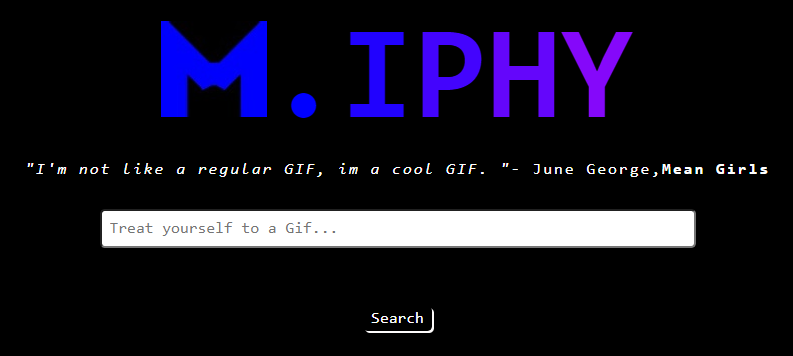 M.IPHY
"I'm not like a regular GIF, im a cool GIF. "- June George,Mean Girls
Treat yourself to a Gif...
Search